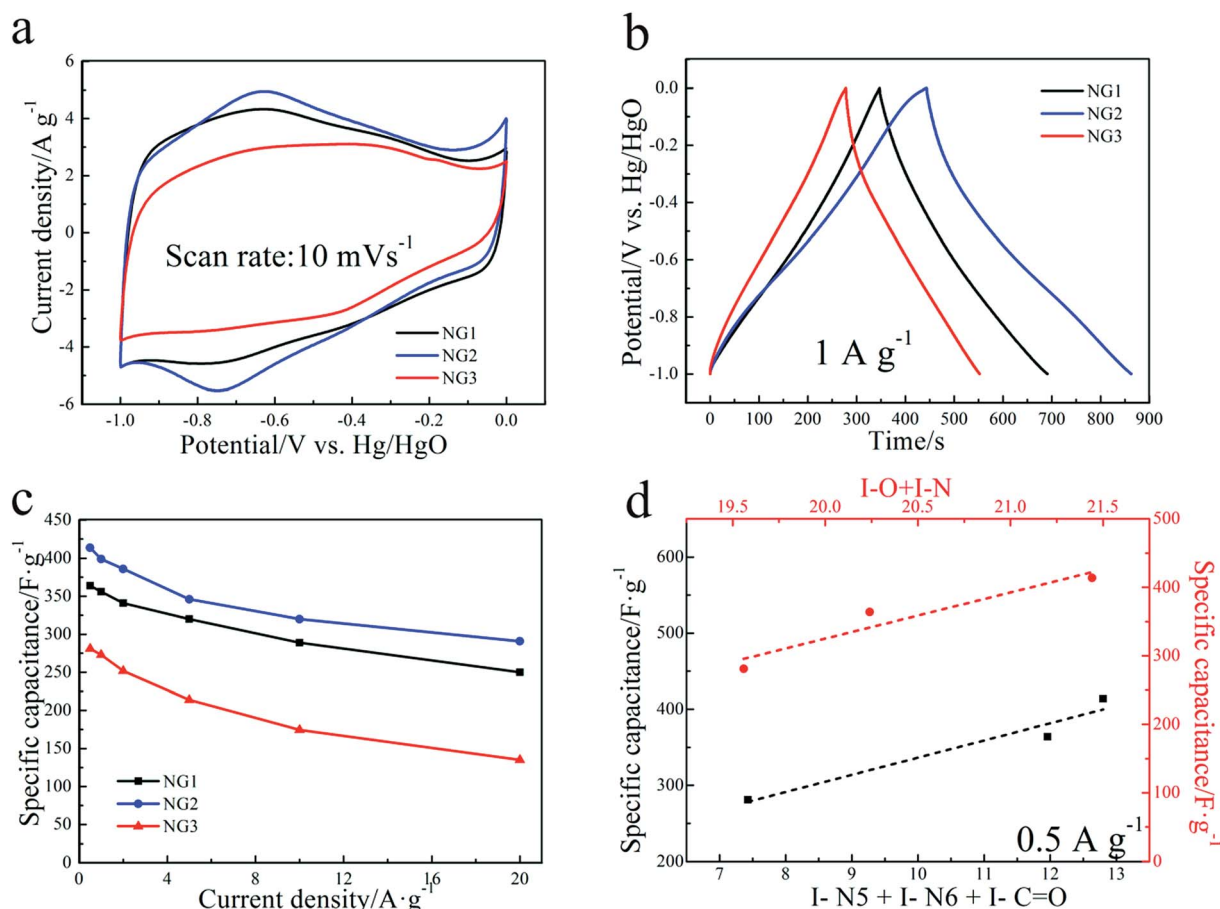 a
6
4
2
0
-2
-4
-6
Current density/A g-1
Scan rate:10 mVs-1
NG1
NG2
NG3
-1.0
-0.8
-0.6
-0.4
-0.2
0.0
Potential/V vs. Hg/HgO
b
0.0
-0.2
-0.4
-0.6
-0.8
-1.0
Potential/V vs. Hg/HgO
NG1
NG2
NG3
1 A g-1
0
100
200
300
400
500
600
700
800
900
Time/s
c
450
400
350
300
250
200
150
100
50
0
Specific capacitance/F·g-1
NG1
NG2
NG3
0
4
8
12
16
20
Current density/A·g-1
d
I-O+I-N
19.5
20.0
20.5
21.0
21.5
600
500
400
300
200
Specific capacitance/F·g-1
500
400
300
200
100
0
Specific capacitance/F·g-1
0.5 A g-1
7
8
9
10
11
12
13
I- N5 + I- N6 + I- C=O